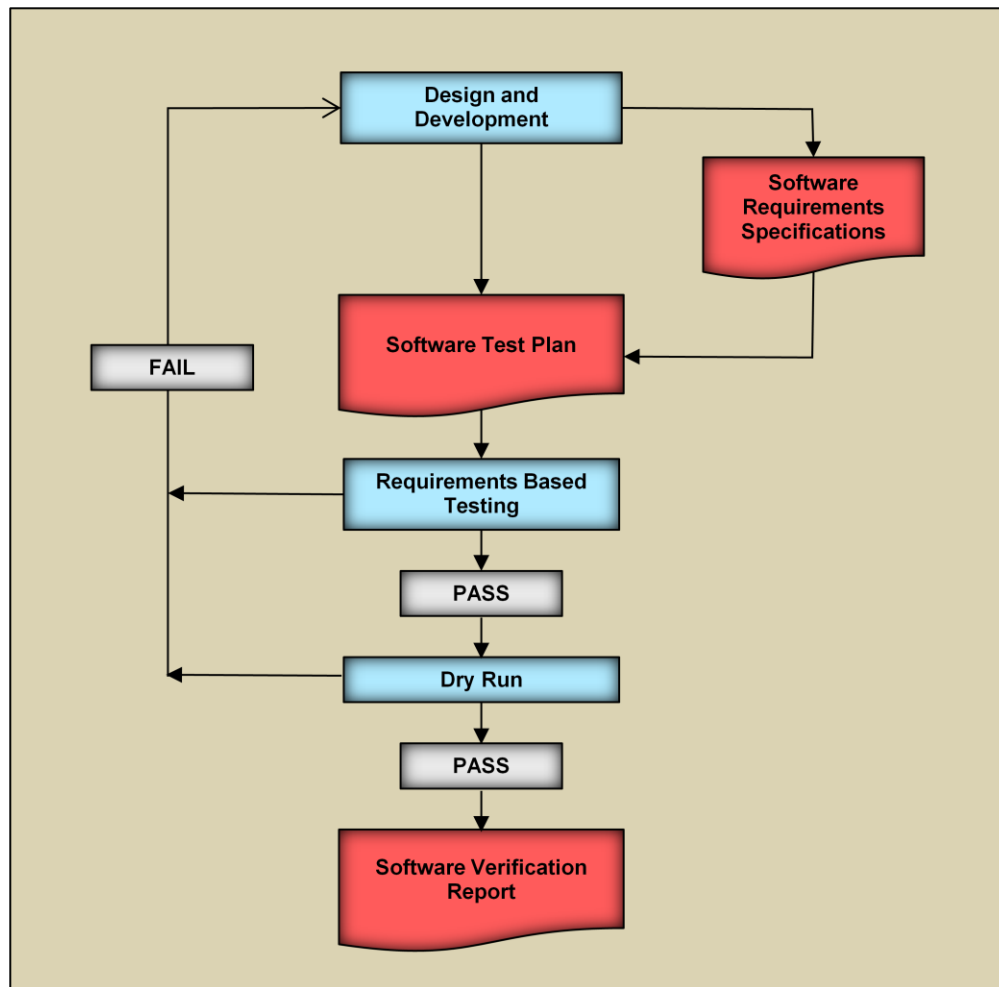 Design and
Development
Software
Requirements
Specifications
Software Test Plan
FAIL
Requirements Based
Testing
PASS
Dry Run
PASS
Software Verification
Report